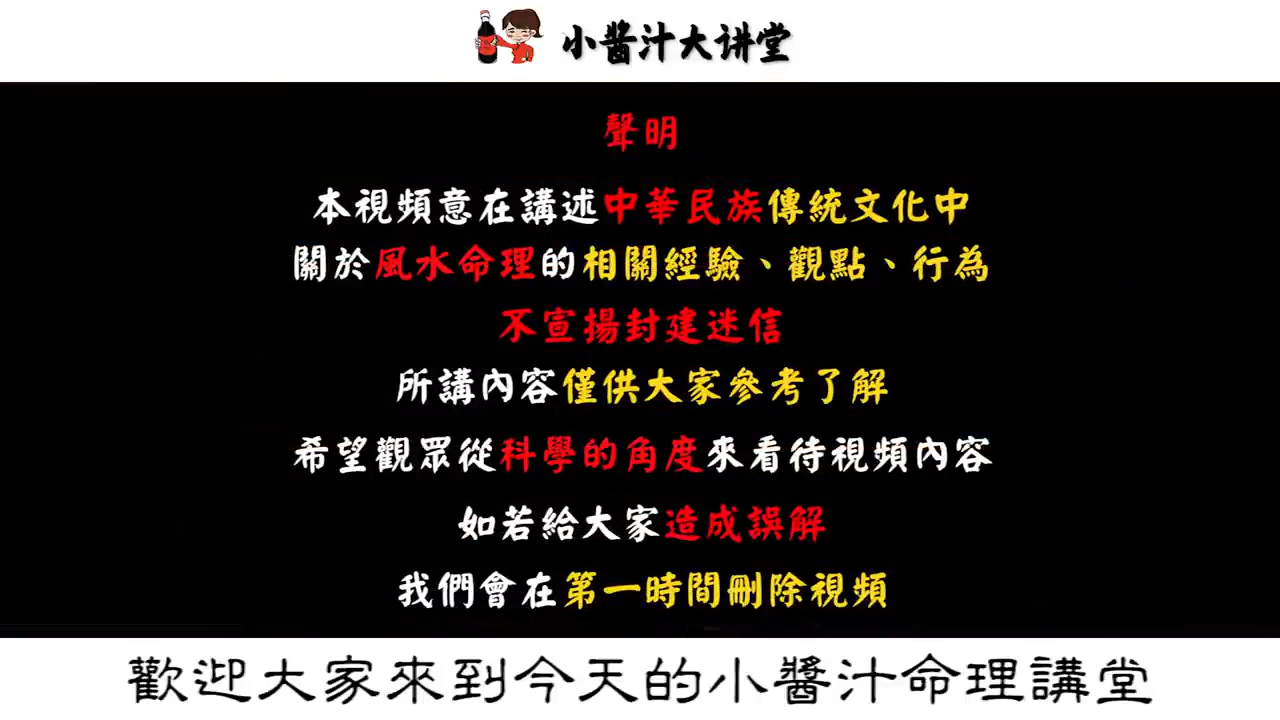 小醬汁大讲堂
聲明
本視頻意在講述中華民族傳統文化中
關於風水命理的相關經驗、觀點、行為
不宣揚封建迷信
所講內容僅供大家參考了解
希望觀眾從科學的角度來看待視頻內容
如若給大家造成誤解
我們會在第一時間刪除視頻
歡迎大家來到今天的小醬汁命理講堂